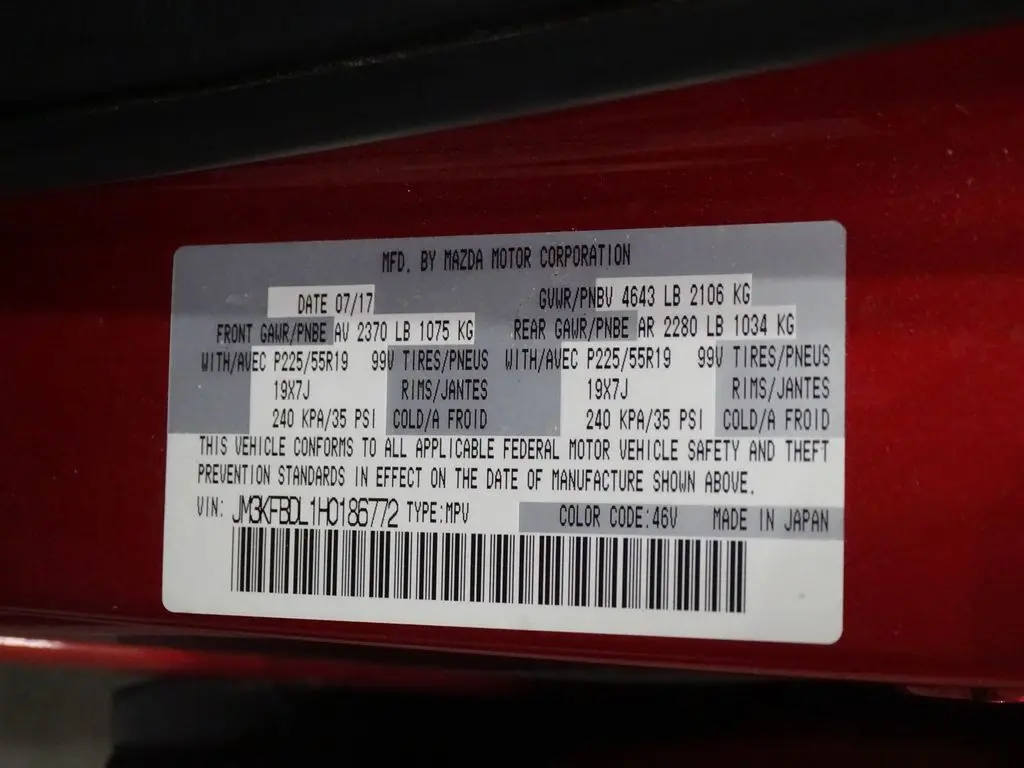 MFD. BY MAZDA MOTOR CORPORATION
DATE 07/17 GVWR/PNBV 4643 LB 2106 KG
FRONT GAWR/PNBE AV 2370 LB 1075 KG REAR GAWR/PNBE AR 2280 LB 1034 KG
WITH/AVEC P225/55R19 99V TIRES/PNEUS WITH/AVEC P225/55R19 99V TIRES/PNEUS
19X7J RIMS/JANTES 19X7J RIMS/JANTES
240 KPA/35 PSI COLD/A FROID 240 KPA/35 PSI COLD/A FROID
THIS VEHICLE CONFORMS TO ALL APPLICABLE FEDERAL MOTOR VEHICLE SAFETY AND THEFT
PREVENTION STANDARDS IN EFFECT ON THE DATE OF MANUFACTURE SHOWN ABOVE.
VIN: JM3KFBDL1H0186772 TYPE:MPV COLOR CODE:46V MADE IN JAPAN